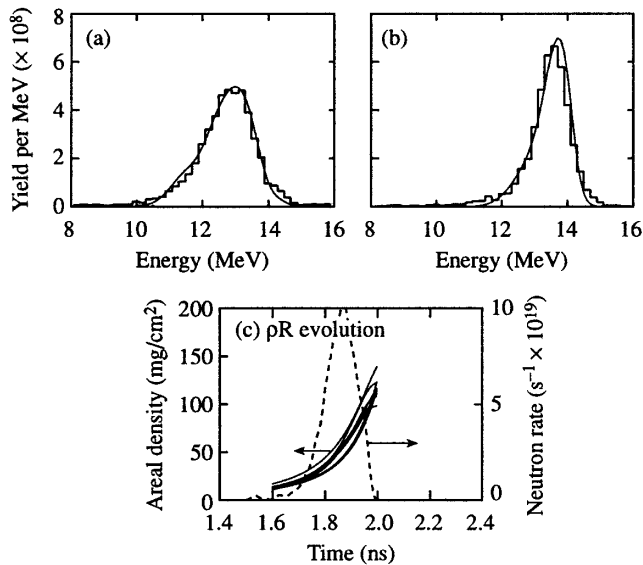 (a)
(b)
Yield per MeV (× 10⁸)
8
6
4
2
0
8 10 12 14 16
8 10 12 14 16
Energy (MeV)
Energy (MeV)
(c) ρR evolution
Areal density (mg/cm²)
200
150
100
50
0
10
5
0
Neutron rate (s⁻¹ × 10¹⁹)
1.4 1.6 1.8 2.0 2.2 2.4
Time (ns)